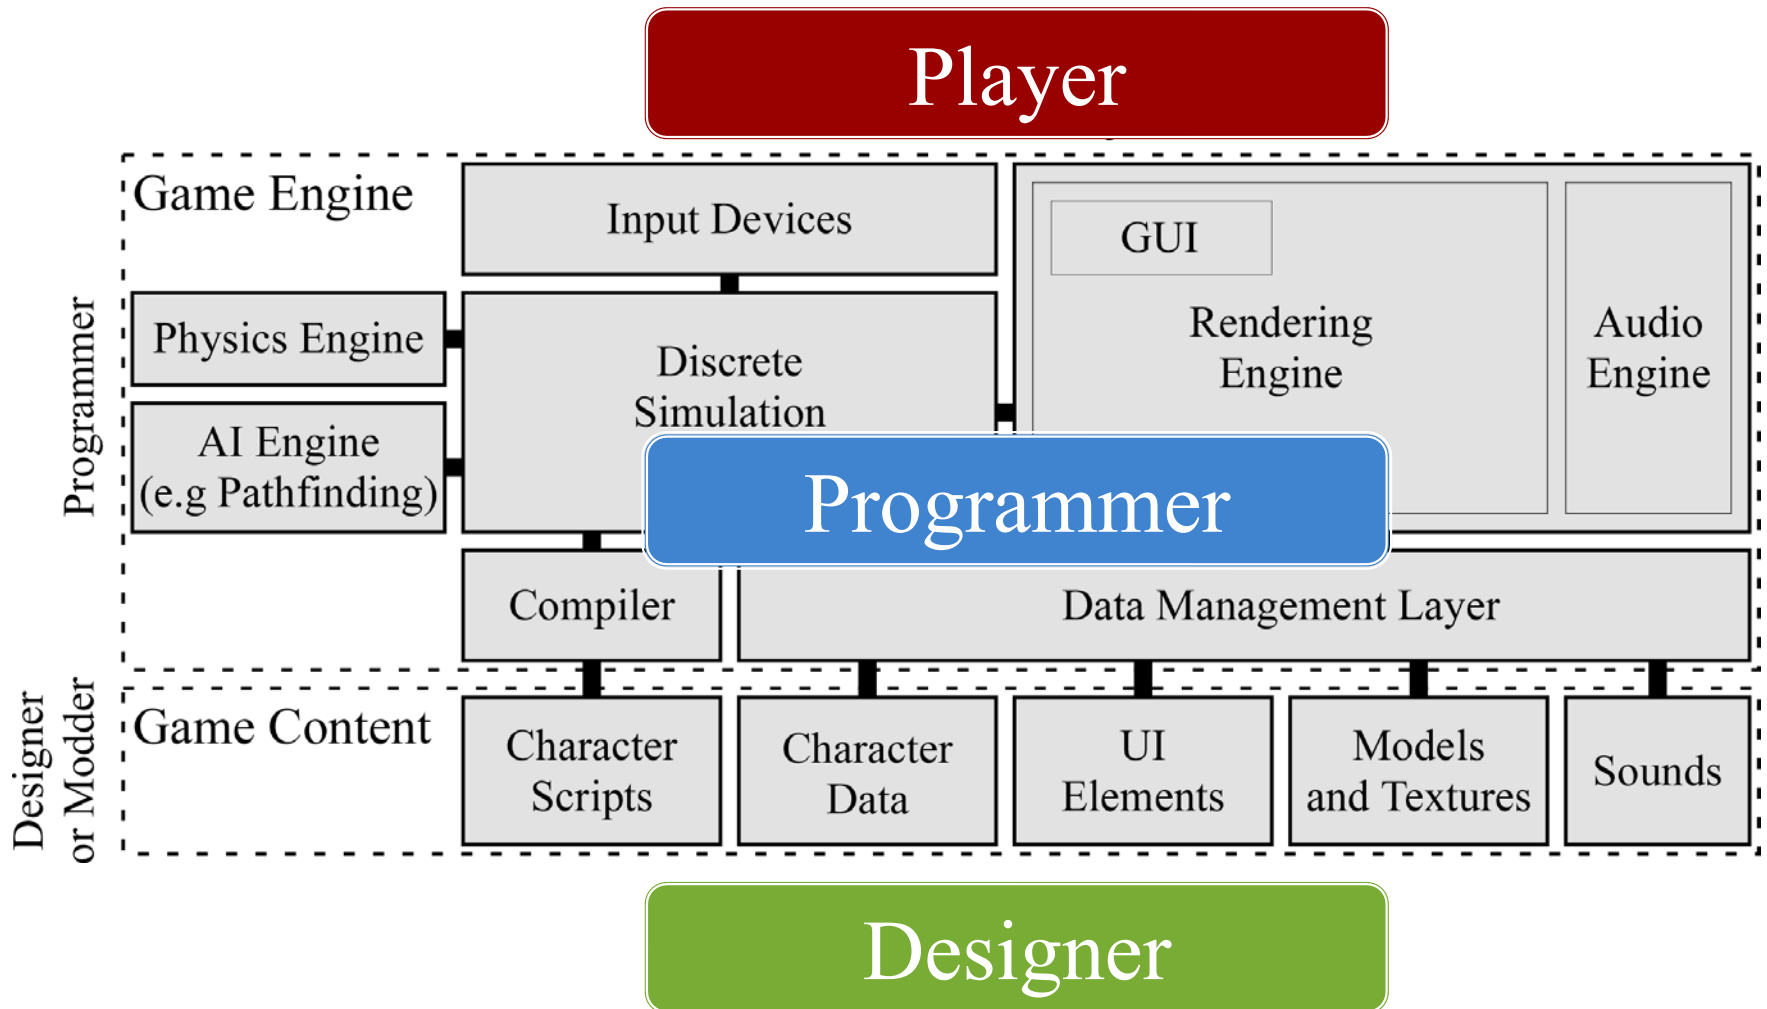 Player
Game Engine
Input Devices
GUI
Rendering
Engine
Audio
Engine
Physics Engine
Discrete
Simulation
AI Engine
(e.g Pathfinding)
Programmer
Programmer
Compiler
Data Management Layer
Designer
or Modder
Game Content
Character
Scripts
Character
Data
UI
Elements
Models
and Textures
Sounds
Designer